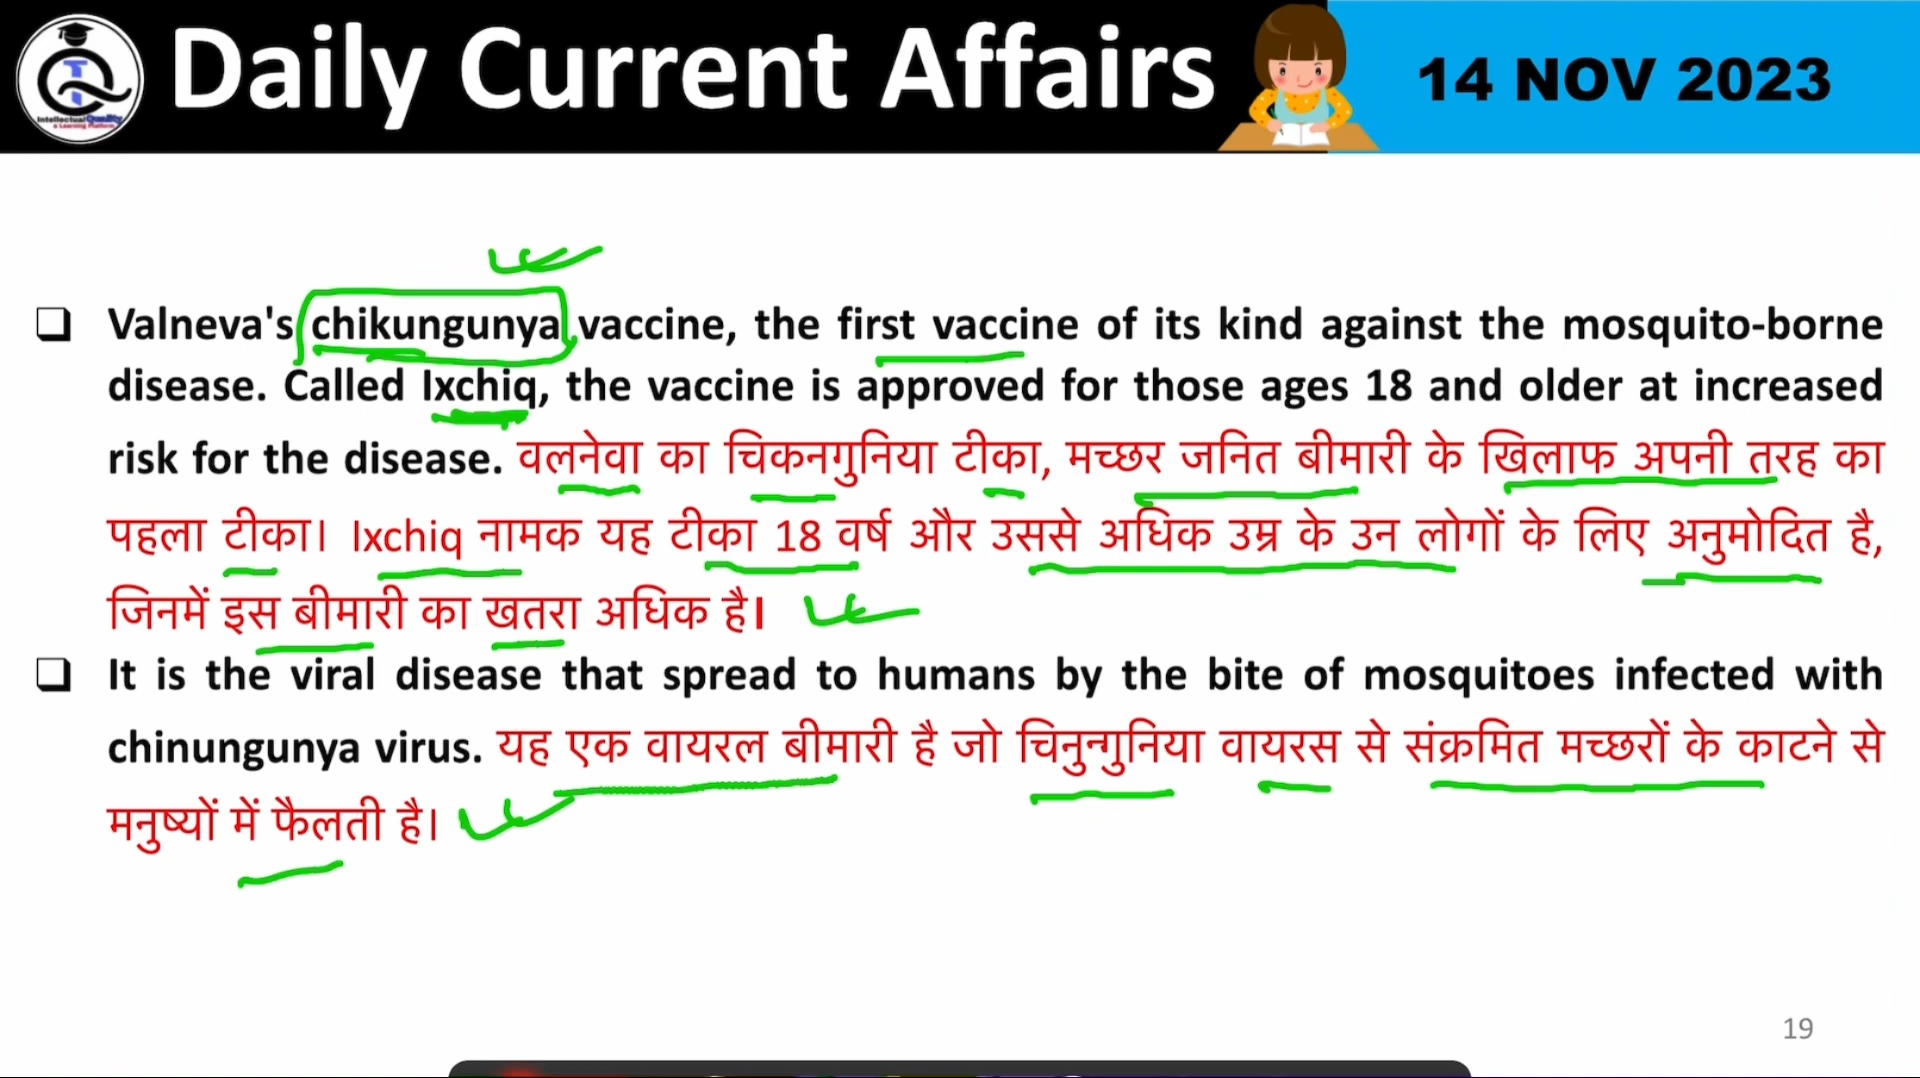 Intellectual Quality
& Learning Platform
Daily Current Affairs
14 NOV 2023
Valneva's chikungunya vaccine, the first vaccine of its kind against the mosquito-borne
disease. Called Ixchiq, the vaccine is approved for those ages 18 and older at increased
risk for the disease. वलनेवा का चिकनगुनिया टीका, मच्छर जनित बीमारी के खिलाफ अपनी तरह का
पहला टीका। Ixchiq नामक यह टीका 18 वर्ष और उससे अधिक उम्र के उन लोगों के लिए अनुमोदित है,
जिनमें इस बीमारी का खतरा अधिक है।
It is the viral disease that spread to humans by the bite of mosquitoes infected with
chinungunya virus. यह एक वायरल बीमारी है जो चिनुन्गुनिया वायरस से संक्रमित मच्छरों के काटने से
मनुष्यों में फैलती है।
19